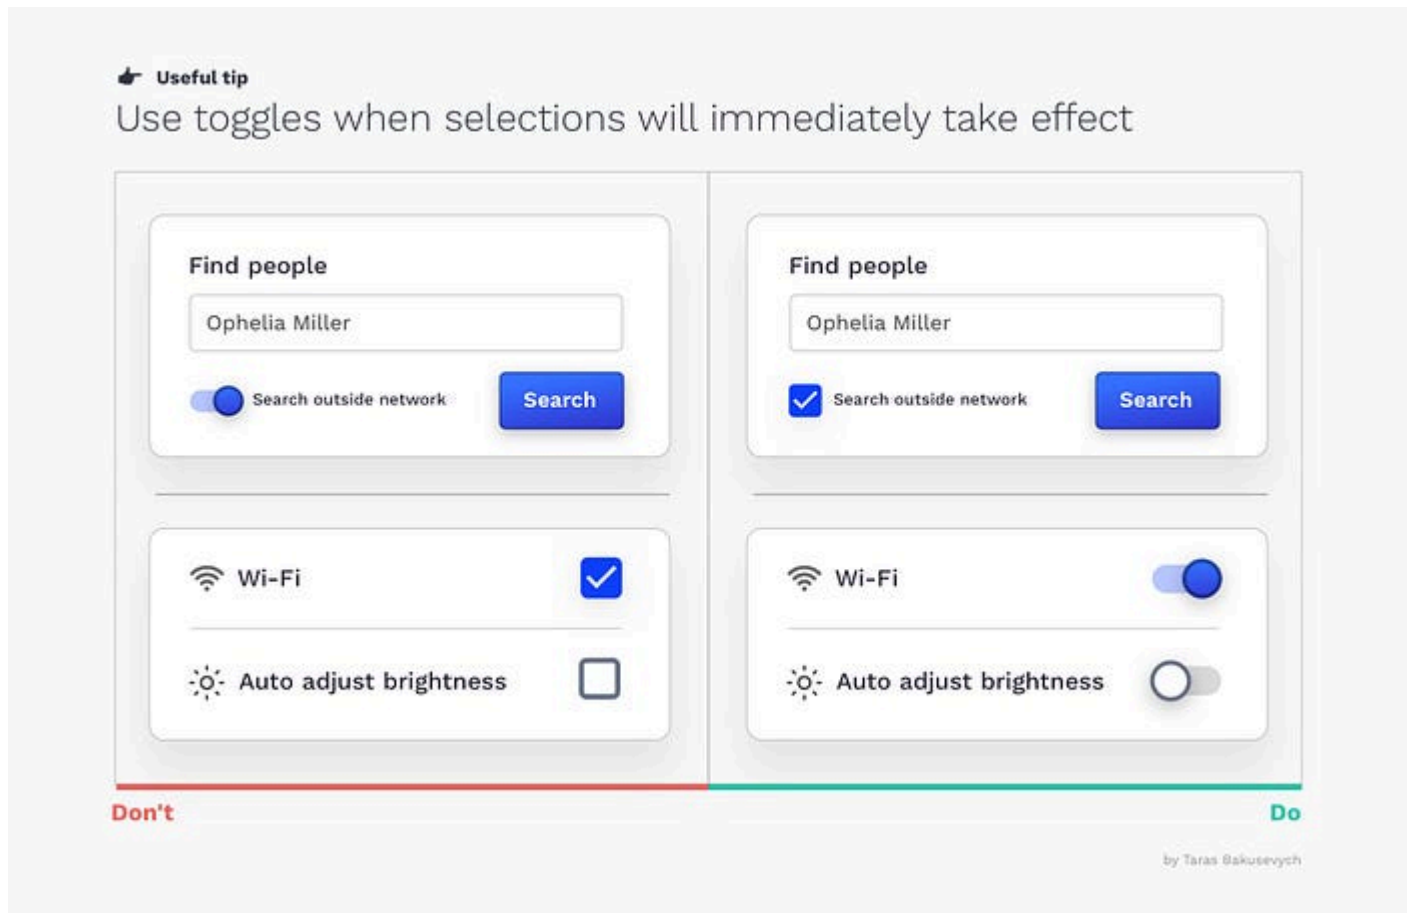 Useful tip
Use toggles when selections will immediately take effect
Find people
Ophelia Miller
Search outside network
Search
Wi-Fi
Auto adjust brightness
Don't
Find people
Ophelia Miller
Search outside network
Search
Wi-Fi
Auto adjust brightness
Do
by Taras Bakusevych